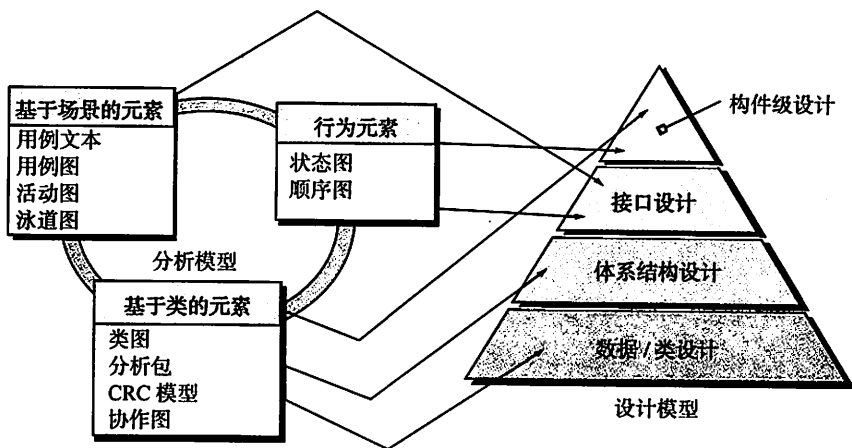 基于场景的元素
用例文本
用例图
活动图
泳道图
行为元素
状态图
顺序图
分析模型
基于类的元素
类图
分析包
CRC 模型
协作图
构件级设计
接口设计
体系结构设计
数据/类设计
设计模型